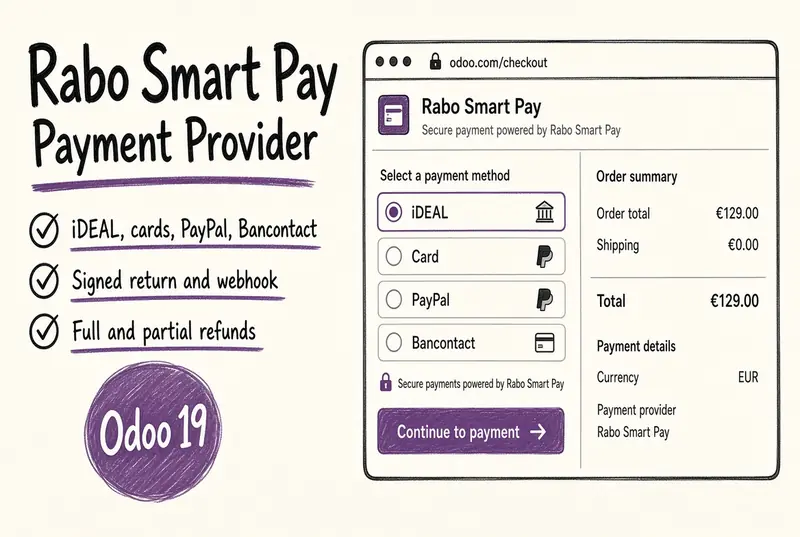 Rabo Smart Pay
Payment Provider
iDEAL, cards, PayPal, Bancontact
Signed return and webhook
Full and partial refunds
Odoo 19
odoo.com/checkout
Rabo Smart Pay
Secure payment powered by Rabo Smart Pay
Select a payment method
iDEAL
Card
PayPal
Bancontact
Secure payments powered by Rabo Smart Pay
Continue to payment
Order summary
Order total €129.00
Shipping €0.00
Total €129.00
Payment details
Currency EUR
Payment provider
Rabo Smart Pay